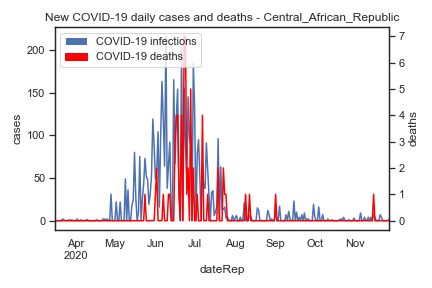 New COVID-19 daily cases and deaths - Central_African_Republic
COVID-19 infections
COVID-19 deaths
cases
200
150
100
50
0
deaths
7
6
5
4
3
2
1
0
Apr May Jun Jul Aug Sep Oct Nov
2020
dateRep